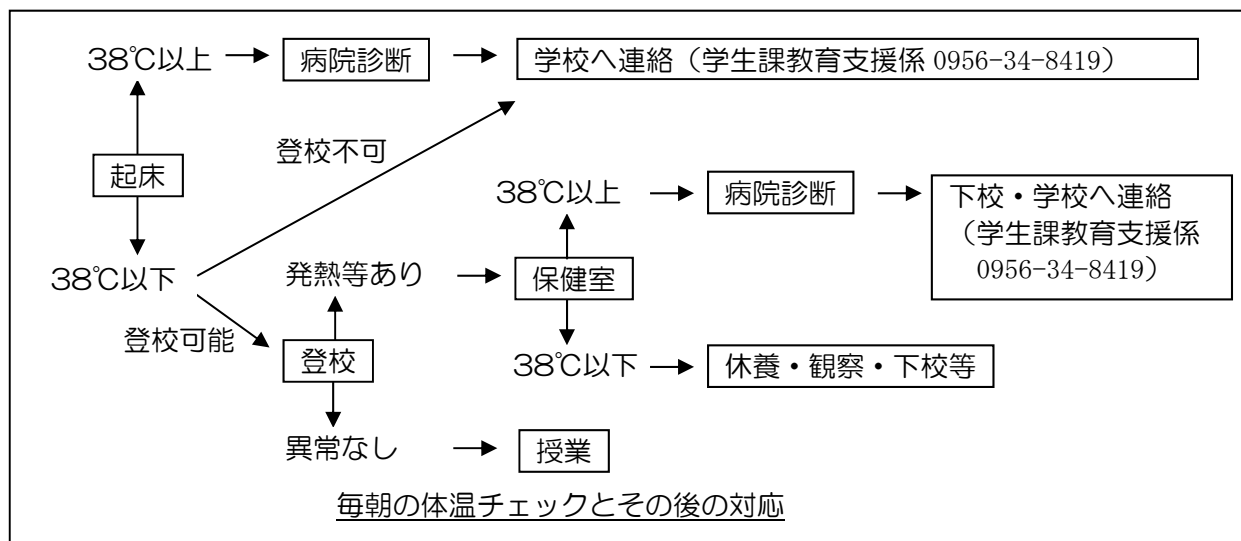 38℃以上
病院診断
学校へ連絡（学生課教育支援係 0956-34-8419）
起床
登校不可
38℃以上
病院診断
下校・学校へ連絡
（学生課教育支援係
0956-34-8419）
38℃以下
発熱等あり
保健室
登校可能
登校
38℃以下
休養・観察・下校等
異常なし
授業
毎朝の体温チェックとその後の対応